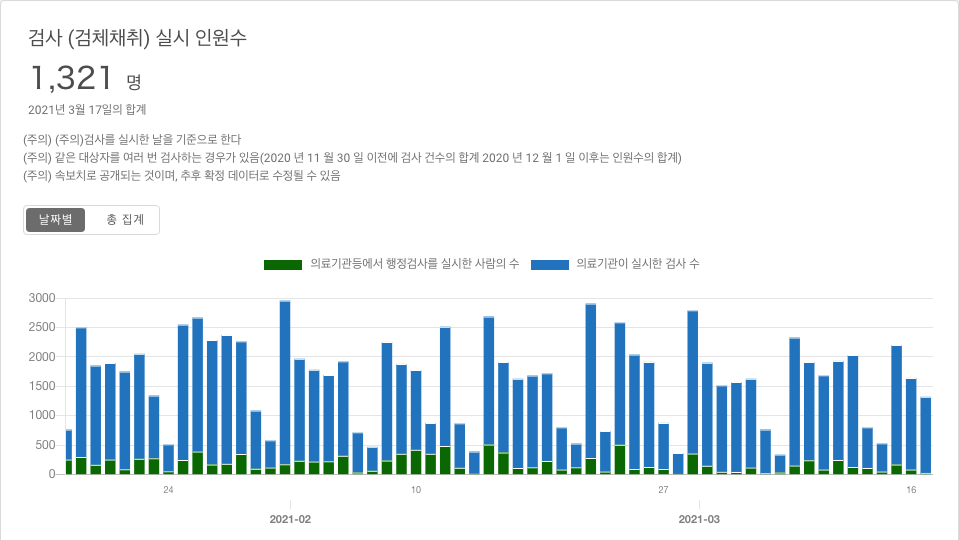 검사 (검체채취) 실시 인원수
1,321 명
2021년 3월 17일의 합계
(주의) (주의)검사를 실시한 날을 기준으로 한다
(주의) 같은 대상자를 여러 번 검사하는 경우가 있음(2020 년 11 월 30 일 이전에 검사 건수의 합계 2020 년 12 월 1 일 이후는 인원수의 합계)
(주의) 속보치로 공개되는 것이며, 추후 확정 데이터로 수정될 수 있음
날짜별 총 집계
의료기관등에서 행정검사를 실시한 사람의 수 의료기관이 실시한 검사 수
3000
2500
2000
1500
1000
500
0
24 10 27 16
2021-02 2021-03